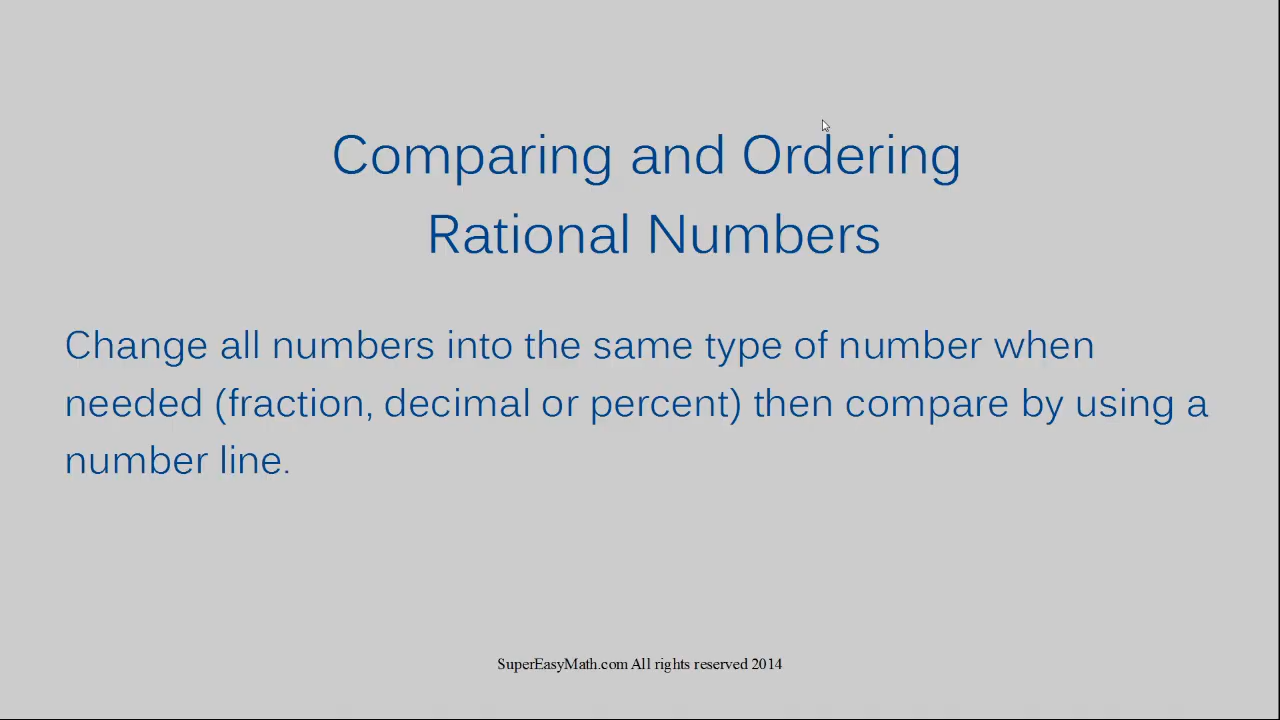 Comparing and Ordering
Rational Numbers
Change all numbers into the same type of number when
needed (fraction, decimal or percent) then compare by using a
number line.
SuperEasyMath.com All rights reserved 2014